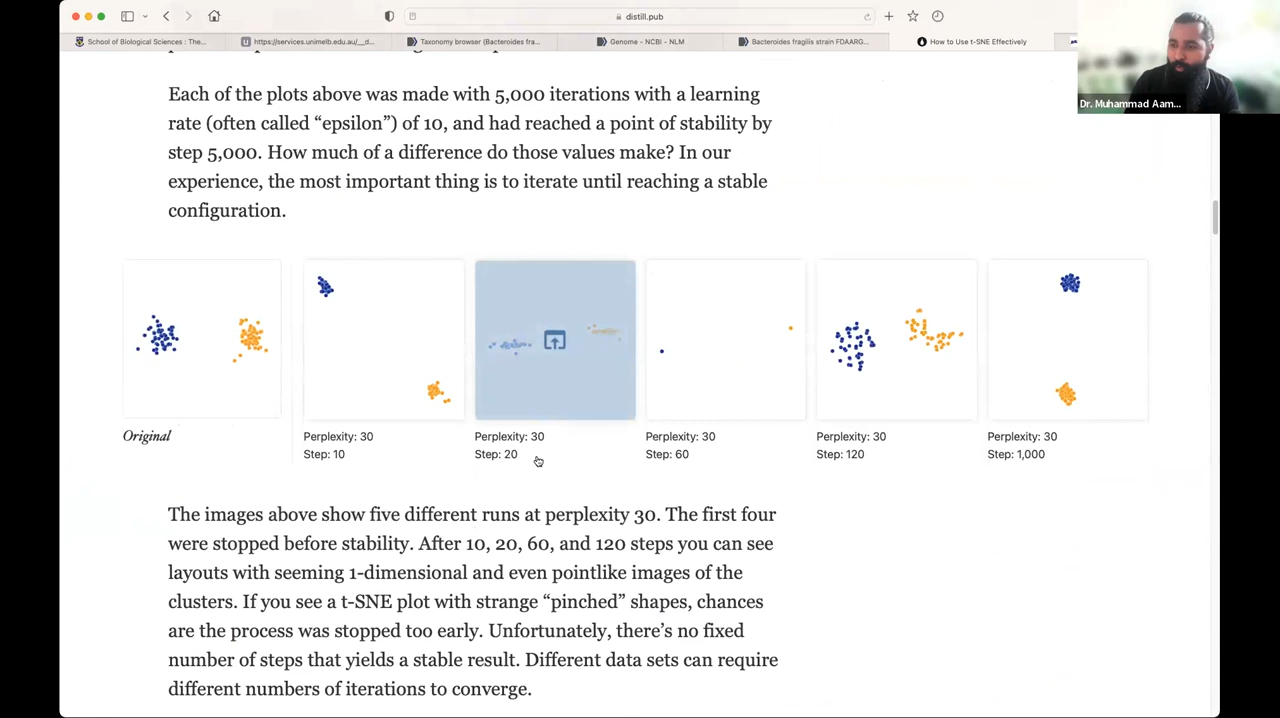 distill.pub
School of Biological Sciences : The...
https://services.unimelb.edu.au/__d...
Taxonomy browser (Bacteroides fra...
Genome - NCBI - NLM
Bacteroides fragilis strain FDAARG...
How to Use t-SNE Effectively
Dr. Muhammad Aam...
Each of the plots above was made with 5,000 iterations with a learning
rate (often called “epsilon”) of 10, and had reached a point of stability by
step 5,000. How much of a difference do those values make? In our
experience, the most important thing is to iterate until reaching a stable
configuration.
Original
Perplexity: 30
Step: 10
Perplexity: 30
Step: 20
Perplexity: 30
Step: 60
Perplexity: 30
Step: 120
Perplexity: 30
Step: 1,000
The images above show five different runs at perplexity 30. The first four
were stopped before stability. After 10, 20, 60, and 120 steps you can see
layouts with seeming 1-dimensional and even pointlike images of the
clusters. If you see a t-SNE plot with strange “pinched” shapes, chances
are the process was stopped too early. Unfortunately, there’s no fixed
number of steps that yields a stable result. Different data sets can require
different numbers of iterations to converge.